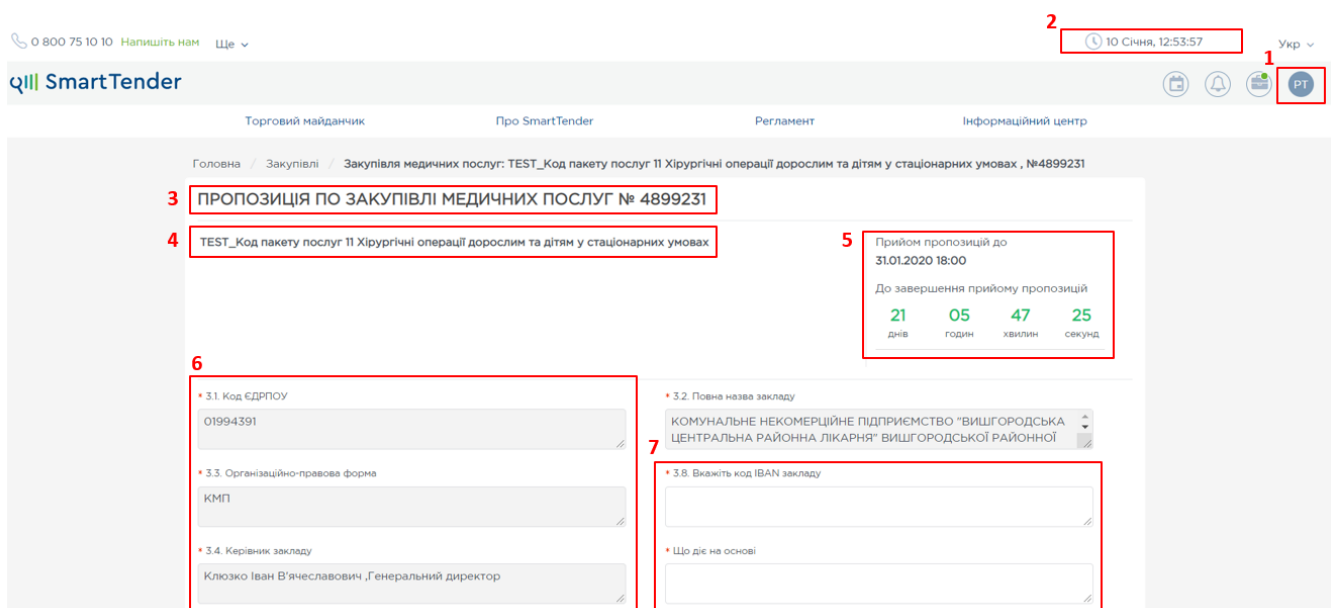 2
0 800 75 10 10 Напишіть нам Ще
10 Січня, 12:53:57
Укр
1
SmartTender
РТ
Торговий майданчик
Про SmartTender
Регламент
Інформаційний центр
Головна / Закупівлі / Закупівля медичних послуг: TEST_Код пакету послуг 11 Хірургічні операції дорослим та дітям у стаціонарних умовах , №4899231
3
ПРОПОЗИЦІЯ ПО ЗАКУПІВЛІ МЕДИЧНИХ ПОСЛУГ № 4899231
4
TEST_Код пакету послуг 11 Хірургічні операції дорослим та дітям у стаціонарних умовах
5
Прийом пропозицій до
31.01.2020 18:00
До завершення прийому пропозицій
21 05 47 25
днів годин хвилин секунд
6
* 3.1. Код ЄДРПОУ
01994391
* 3.2. Повна назва закладу
КОМУНАЛЬНЕ НЕКОМЕРЦІЙНЕ ПІДПРИЄМСТВО "ВИШГОРОДСЬКА
ЦЕНТРАЛЬНА РАЙОННА ЛІКАРНЯ" ВИШГОРОДСЬКОЇ РАЙОННОЇ
7
* 3.3. Організаційно-правова форма
КМП
* 3.8. Вкажіть код IBAN закладу
* 3.4. Керівник закладу
Клюзко Іван В'ячеславович ,Генеральний директор
* Що діє на основі